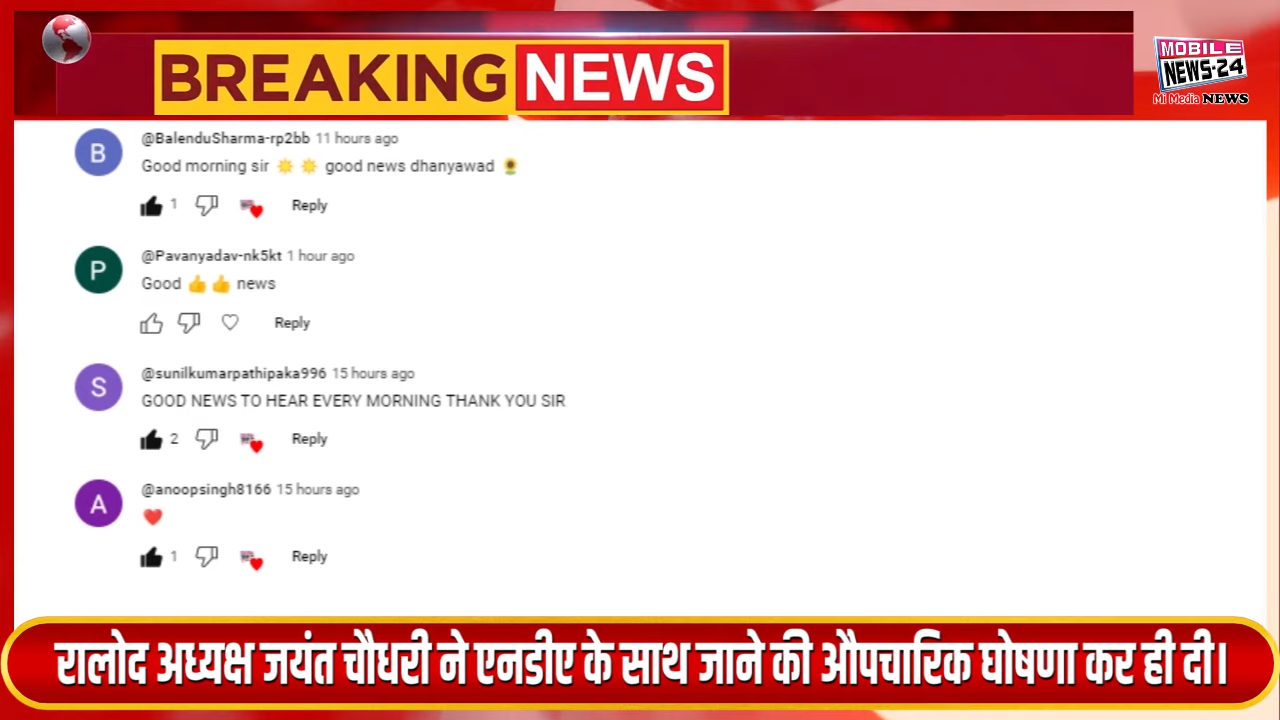 BREAKING NEWS
MOBILE
NEWS-24
Mi Media NEWS
B
@BalenduSharma-rp2bb 11 hours ago
Good morning sir ☀️ ☀️ good news dhanyawad 🌻
1 Reply
P
@Pavanyadav-nk5kt 1 hour ago
Good 👍 👍 news
Reply
S
@sunilkumarpathipaka996 15 hours ago
GOOD NEWS TO HEAR EVERY MORNING THANK YOU SIR
2 Reply
A
@anoopsingh8166 15 hours ago
❤️
1 Reply
रालोद अध्यक्ष जयंत चौधरी ने एनडीए के साथ जाने की औपचारिक घोषणा कर ही दी।